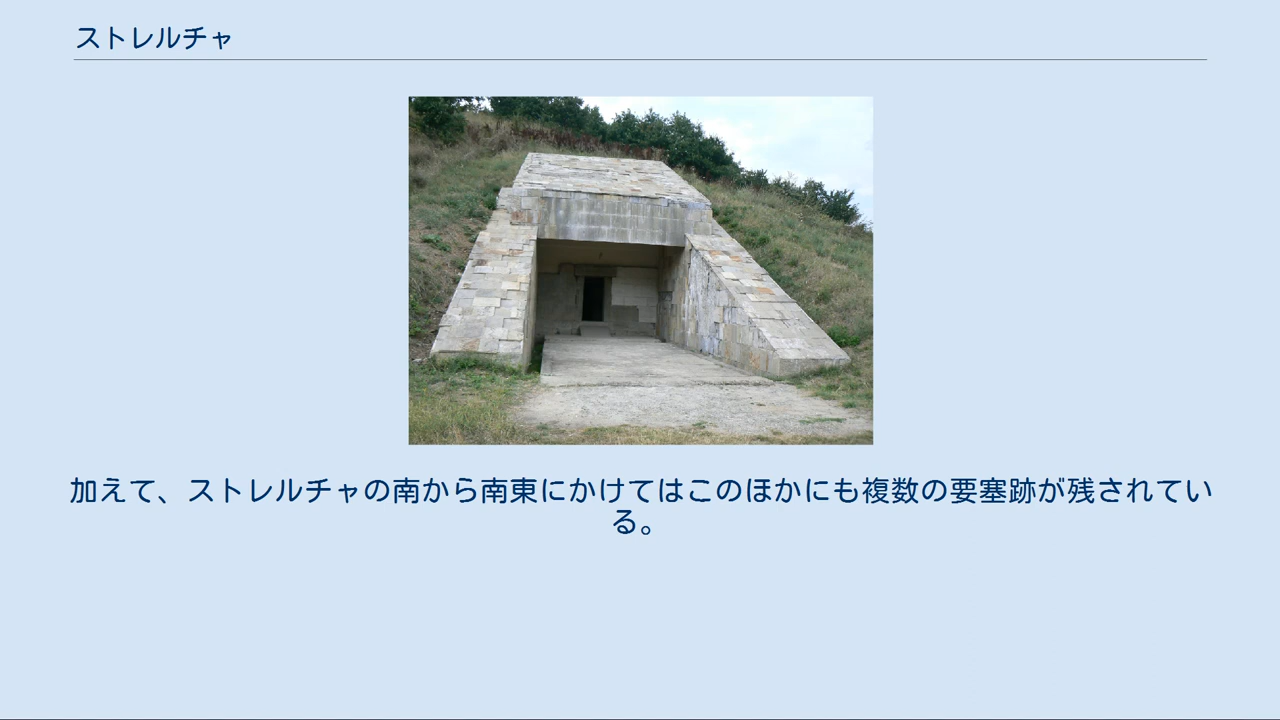 ストレルチャ
加えて、ストレルチャの南から南東にかけてはこのほかにも複数の要塞跡が残されてい
る。